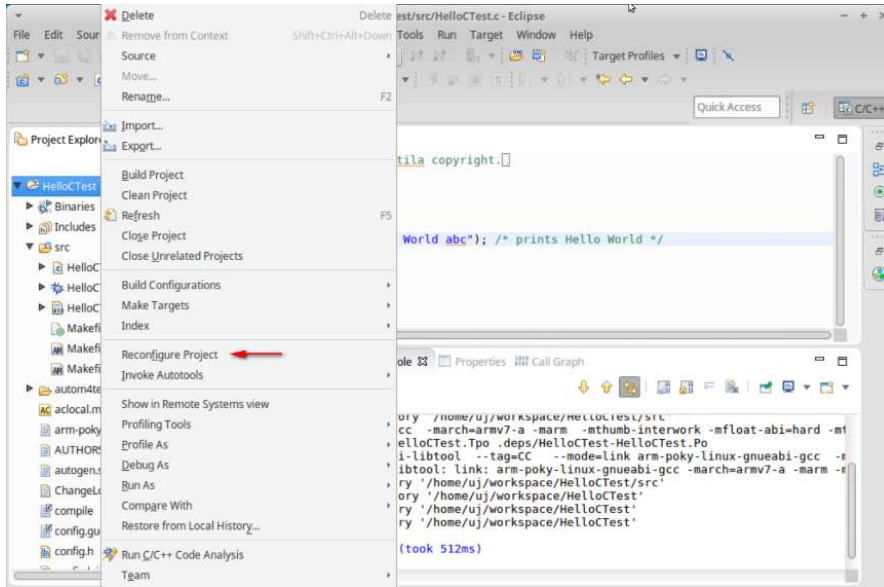 est/src/HelloCTest.c - Eclipse
File Edit Sour
Tools Run Target Window Help
Target Profiles
Quick Access
C/C++
Project Explor
HelloCTest
Binaries
Includes
src
HelloC
HelloC
HelloC
Makefi
Makefi
Makefi
autom4te
aclocal.m
arm-poky
AUTHORS
autogen.s
ChangeLo
compile
config.gu
config.h
Delete Delete
Remove from Context Shift+Ctrl+Alt+Down
Source
Move...
Rename... F2
Import...
Export...
Build Project
Clean Project
Refresh F5
Close Project
Close Unrelated Projects
Build Configurations
Make Targets
Index
Reconfigure Project
Invoke Autotools
Show in Remote Systems view
Profiling Tools
Profile As
Debug As
Run As
Compare With
Restore from Local History...
Run C/C++ Code Analysis
Team
tila copyright.
World abc"); /* prints Hello World */
ole Properties Call Graph
ory '/home/uj/workspace/HelloCTest/src'
cc -march=armv7-a -marm -mthumb-interwork -mfloat-abi=hard -mf
elloCTest.Tpo .deps/HelloCTest-HelloCTest.Po
i-libtool --tag=CC --mode=link arm-poky-linux-gnueabi-gcc
ibtool: link: arm-poky-linux-gnueabi-gcc -march=armv7-a -marm
ry '/home/uj/workspace/HelloCTest/src'
ory '/home/uj/workspace/HelloCTest'
ry '/home/uj/workspace/HelloCTest'
ry '/home/uj/workspace/HelloCTest'
(took 512ms)